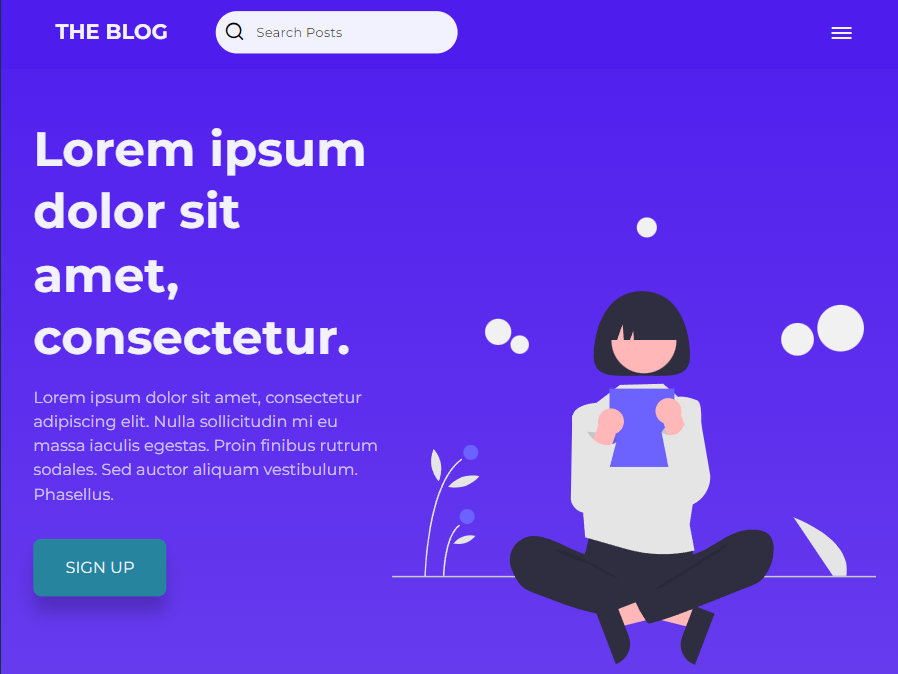 THE BLOG
Search Posts
Lorem ipsum
dolor sit
amet,
consectetur.
Lorem ipsum dolor sit amet, consectetur
adipiscing elit. Nulla sollicitudin mi eu
massa iaculis egestas. Proin finibus rutrum
sodales. Sed auctor aliquam vestibulum.
Phasellus.
SIGN UP